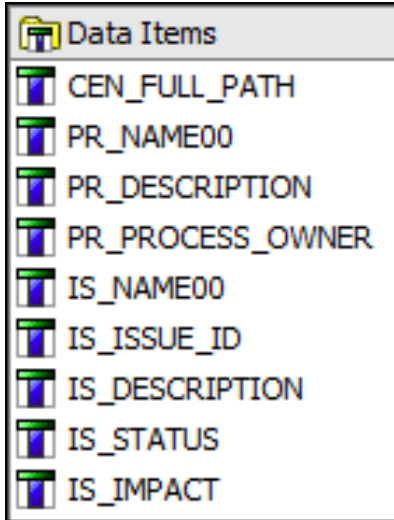 Data Items
CEN_FULL_PATH
PR_NAME00
PR_DESCRIPTION
PR_PROCESS_OWNER
IS_NAME00
IS_ISSUE_ID
IS_DESCRIPTION
IS_STATUS
IS_IMPACT